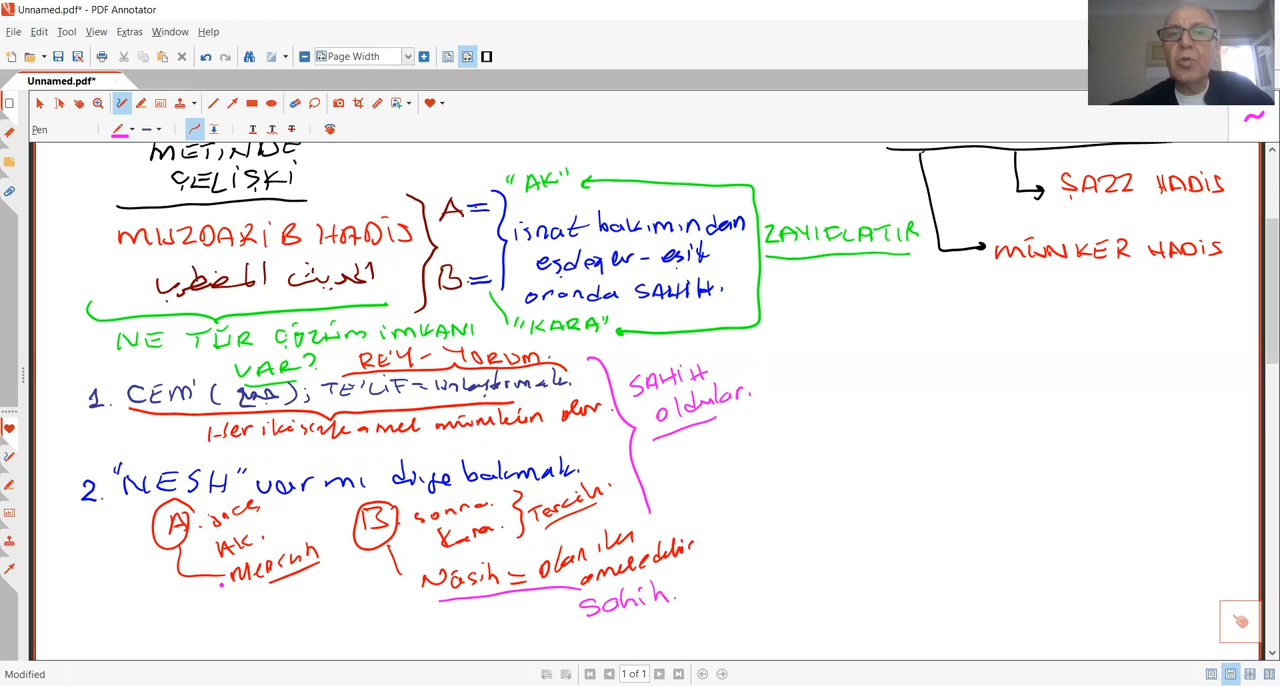 Unnamed.pdf* - PDF Annotator
File Edit Tool View Extras Window Help
Page Width
Unnamed.pdf*
Pen
METİNDE
ÇELİŞKİ
MUZDARİB HADİS
الحديث المضطرب
A =
B =
"AK"
isnat bakımından
eşdeğer - eşit
oranda SAHİH.
"KARA"
ZAYIFLATIR
ŞAZZ HADİS
MÜNKER HADİS
NE TÜR ÇÖZÜM İMKANI
VAR?
RE'Y - YORUM.
1. CEM' ( جمع ); TE'LİF = uzlaştırmak.
Her ikisiyle amel mümkün olur.
SAHİH
oldular.
2. "NESH" var mı diye bakmak.
A . önce
AK.
Mensuh
B . sonra.
Kara.
Tercih.
Nasih = olan ile
amel edilir
Sahih.
1 of 1
Modified